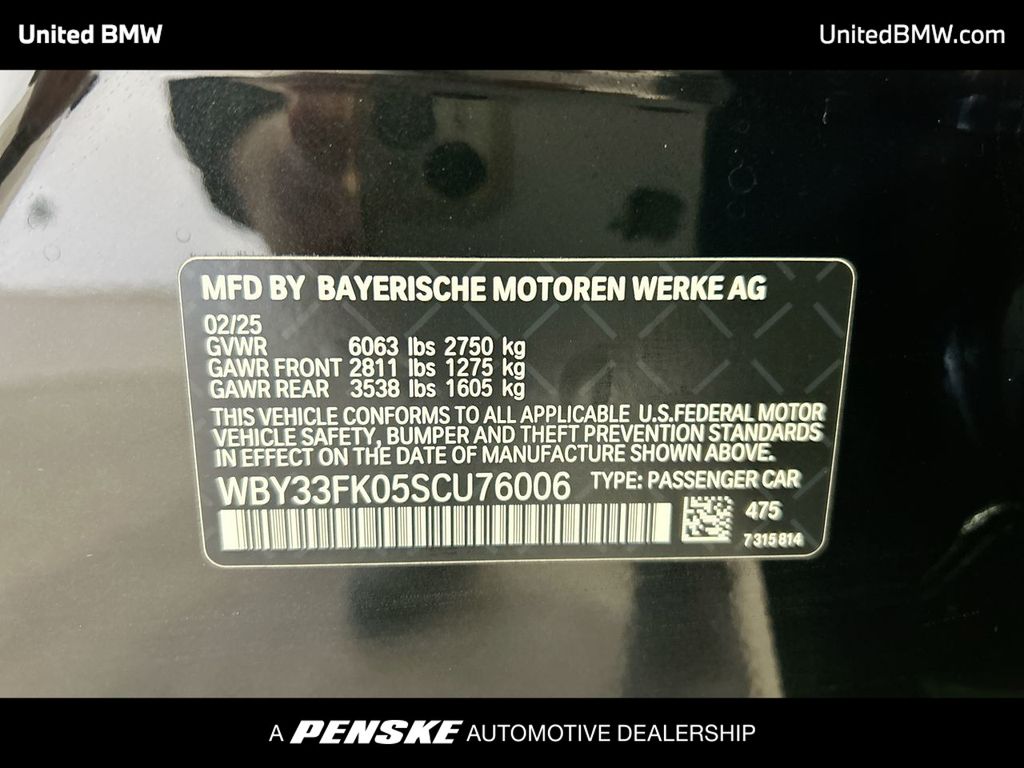 United BMW
UnitedBMW.com
MFD BY BAYERISCHE MOTOREN WERKE AG
02/25
GVWR 6063 lbs 2750 kg
GAWR FRONT 2811 lbs 1275 kg
GAWR REAR 3538 lbs 1605 kg
THIS VEHICLE CONFORMS TO ALL APPLICABLE U.S.FEDERAL MOTOR
VEHICLE SAFETY, BUMPER AND THEFT PREVENTION STANDARDS
IN EFFECT ON THE DATE OF MANUFACTURE SHOWN ABOVE.
WBY33FK05SCU76006 TYPE: PASSENGER CAR
475
7315814
A PENSKE AUTOMOTIVE DEALERSHIP